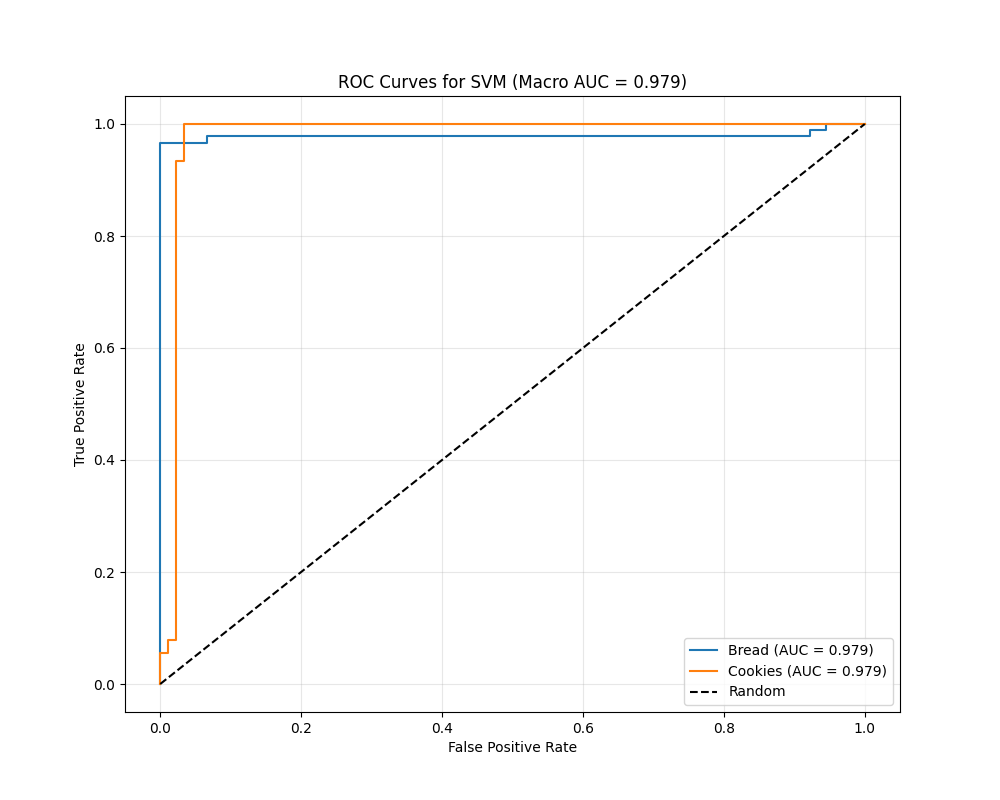 ROC Curves for SVM (Macro AUC = 0.979)
True Positive Rate
1.0
0.8
0.6
0.4
0.2
0.0
0.0 0.2 0.4 0.6 0.8 1.0
False Positive Rate
Bread (AUC = 0.979)
Cookies (AUC = 0.979)
Random